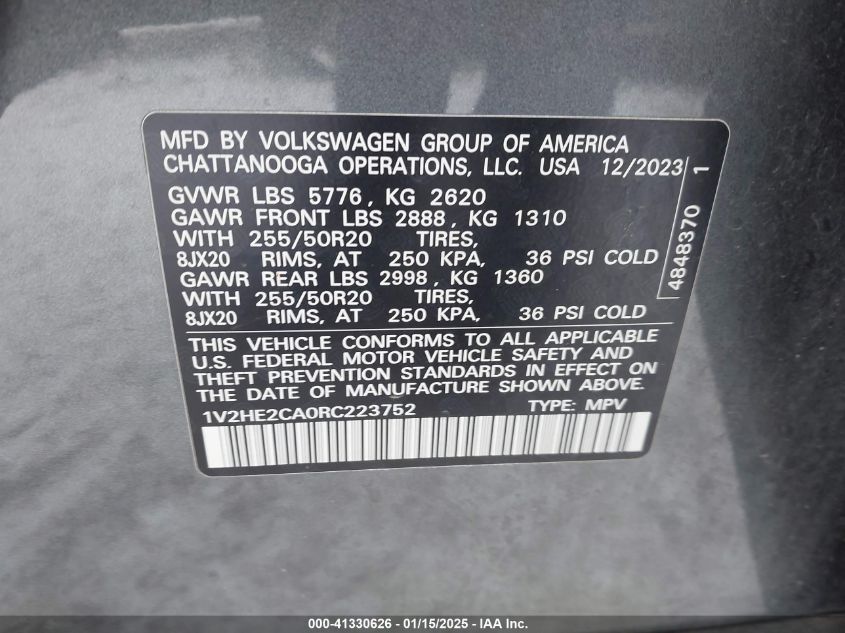 MFD BY VOLKSWAGEN GROUP OF AMERICA
CHATTANOOGA OPERATIONS, LLC. USA 12/2023
GVWR LBS 5776, KG 2620
GAWR FRONT LBS 2888, KG 1310
WITH 255/50R20 TIRES,
8JX20 RIMS, AT 250 KPA, 36 PSI COLD
GAWR REAR LBS 2998, KG 1360
WITH 255/50R20 TIRES,
8JX20 RIMS, AT 250 KPA, 36 PSI COLD
4848370 1
THIS VEHICLE CONFORMS TO ALL APPLICABLE
U.S. FEDERAL MOTOR VEHICLE SAFETY AND
THEFT PREVENTION STANDARDS IN EFFECT ON
THE DATE OF MANUFACTURE SHOWN ABOVE.
1V2HE2CA0RC223752 TYPE: MPV
000-41330626 - 01/15/2025 - IAA Inc.